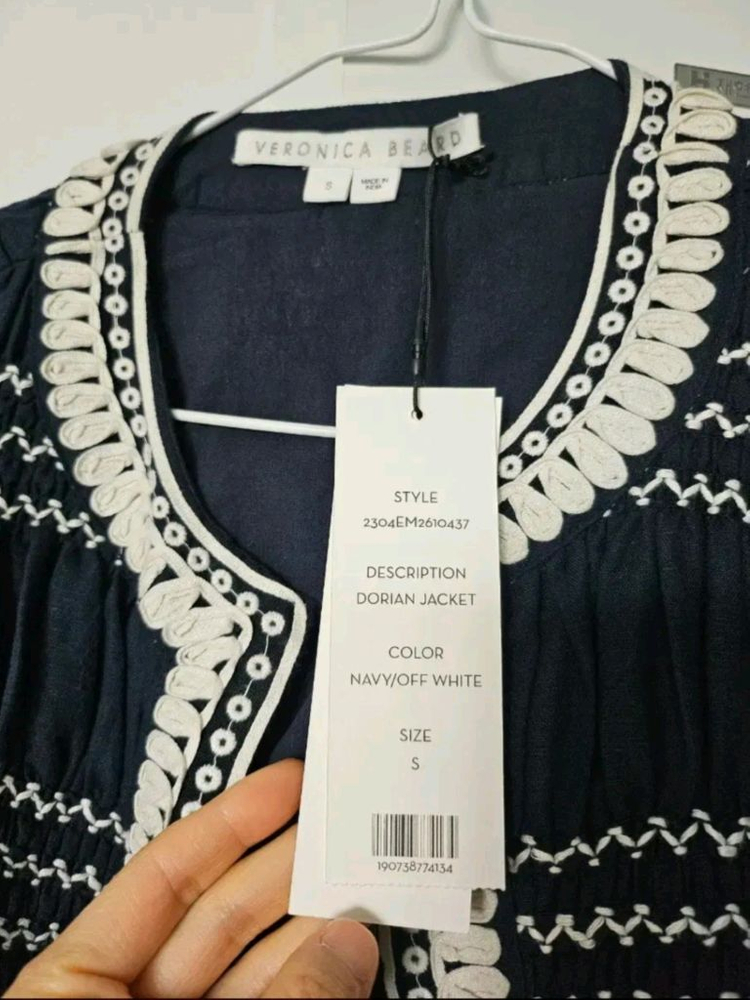 VERONICA BEARD
S
MADE IN
STYLE
2304EM2610437
DESCRIPTION
DORIAN JACKET
COLOR
NAVY/OFF WHITE
SIZE
S
190738774134